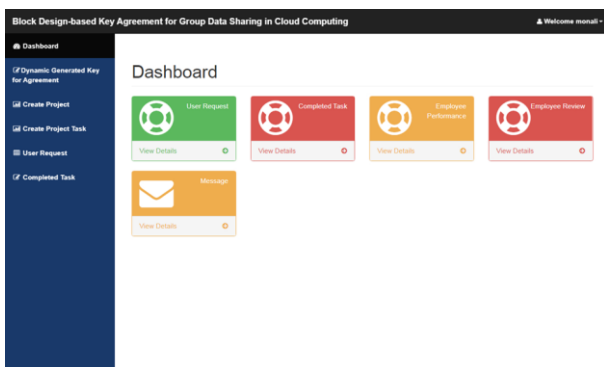 Block Design-based Key Agreement for Group Data Sharing in Cloud Computing
Welcome monali
Dashboard
Dynamic Generated Key
for Agreement
Create Project
Create Project Task
User Request
Completed Task
Dashboard
User Request
View Details
Completed Task
View Details
Employee
Performance
View Details
Employee Review
View Details
Message
View Details